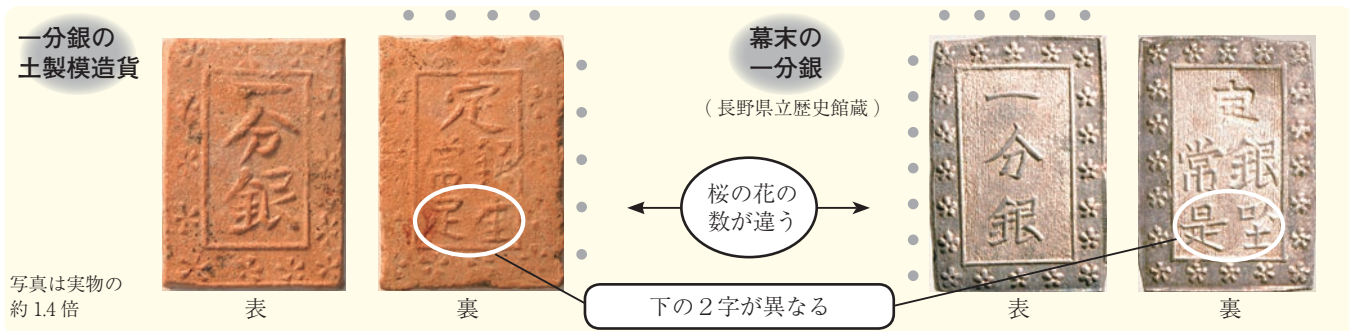 一分銀の
土製模造貨
一
分
銀
定
表
裏
写真は実物の
約 1.4 倍
桜の花の
数が違う
下の2字が異なる
幕末の
一分銀
( 長野県立歴史館蔵 )
一
分
銀
定
常銀
是座
表
裏